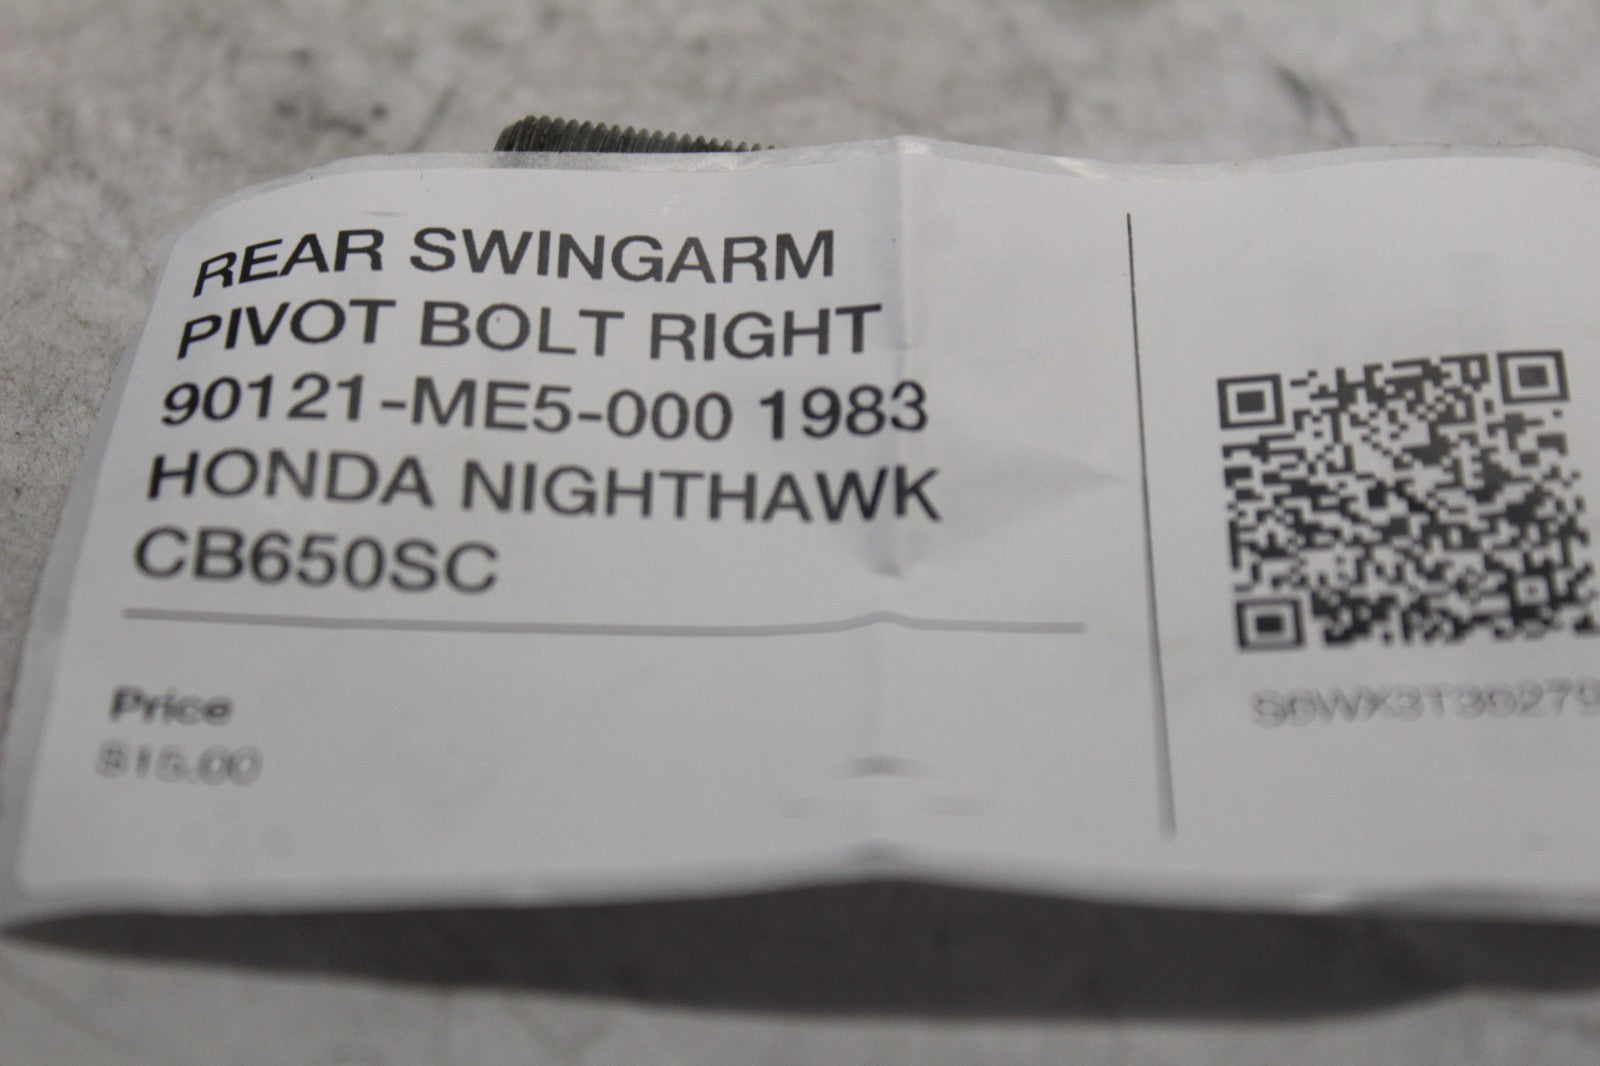 REAR SWINGARM
PIVOT BOLT RIGHT
90121-ME5-000 1983
HONDA NIGHTHAWK
CB650SC
Price
$15.00